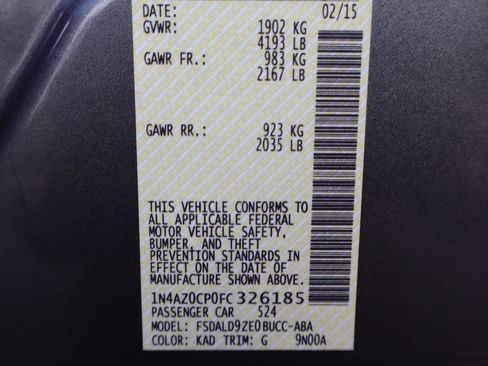 DATE: 02/15
GVWR: 1902 KG
4193 LB
GAWR FR.: 983 KG
2167 LB
GAWR RR.: 923 KG
2035 LB
THIS VEHICLE CONFORMS TO
ALL APPLICABLE FEDERAL
MOTOR VEHICLE SAFETY,
BUMPER, AND THEFT
PREVENTION STANDARDS IN
EFFECT ON THE DATE OF
MANUFACTURE SHOWN ABOVE.
1N4AZ0CP0FC326185
PASSENGER CAR 524
MODEL: FSDALD9ZE0BUCC-ABA
COLOR: KAD TRIM: G 9N00A